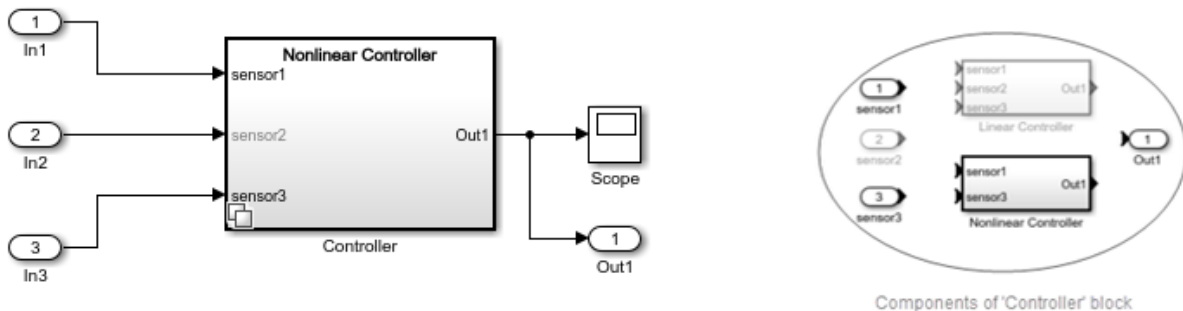 1
In1
2
In2
3
In3
Nonlinear Controller
sensor1
sensor2
sensor3
Out1
Controller
Scope
1
Out1
1
sensor1
2
sensor2
3
sensor3
sensor1
sensor2
sensor3
Out1
Linear Controller
sensor1
sensor3
Out1
Nonlinear Controller
1
Out1
Components of 'Controller' block